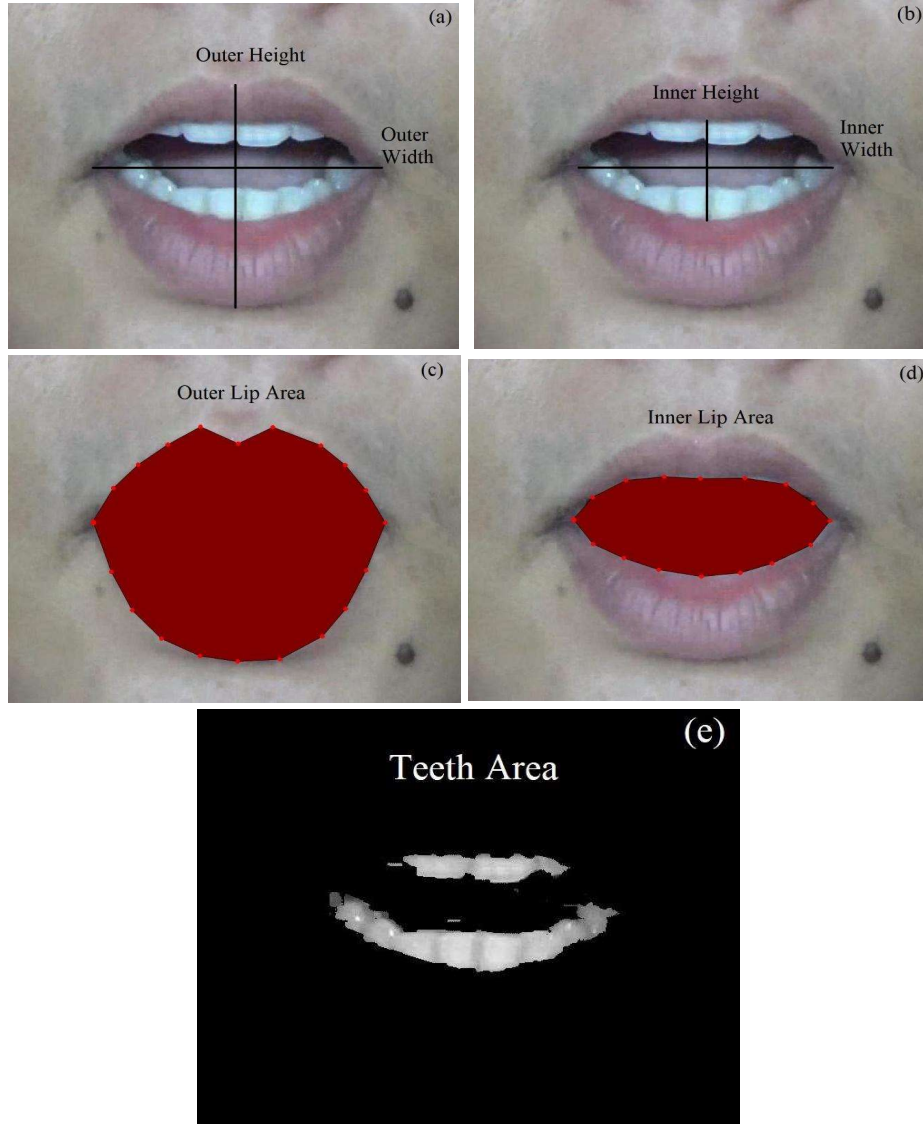 (a)
Outer Height
Outer
Width
(b)
Inner Height
Inner
Width
(c)
Outer Lip Area
(d)
Inner Lip Area
(e)
Teeth Area